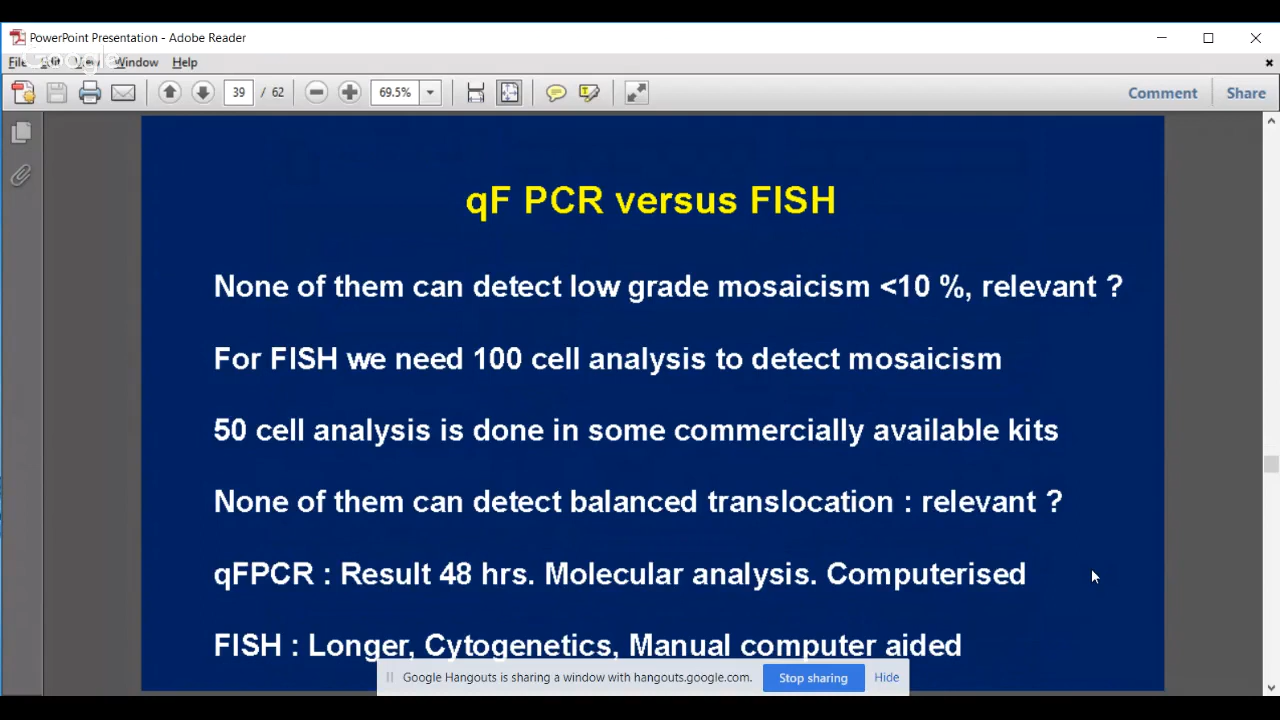 PowerPoint Presentation - Adobe Reader
Google
File Edit View Window Help
39 / 62 69.5% Comment Share
qF PCR versus FISH
None of them can detect low grade mosaicism <10 %, relevant ?
For FISH we need 100 cell analysis to detect mosaicism
50 cell analysis is done in some commercially available kits
None of them can detect balanced translocation : relevant ?
qFPCR : Result 48 hrs. Molecular analysis. Computerised
FISH : Longer, Cytogenetics, Manual computer aided
Google Hangouts is sharing a window with hangouts.google.com. Stop sharing Hide